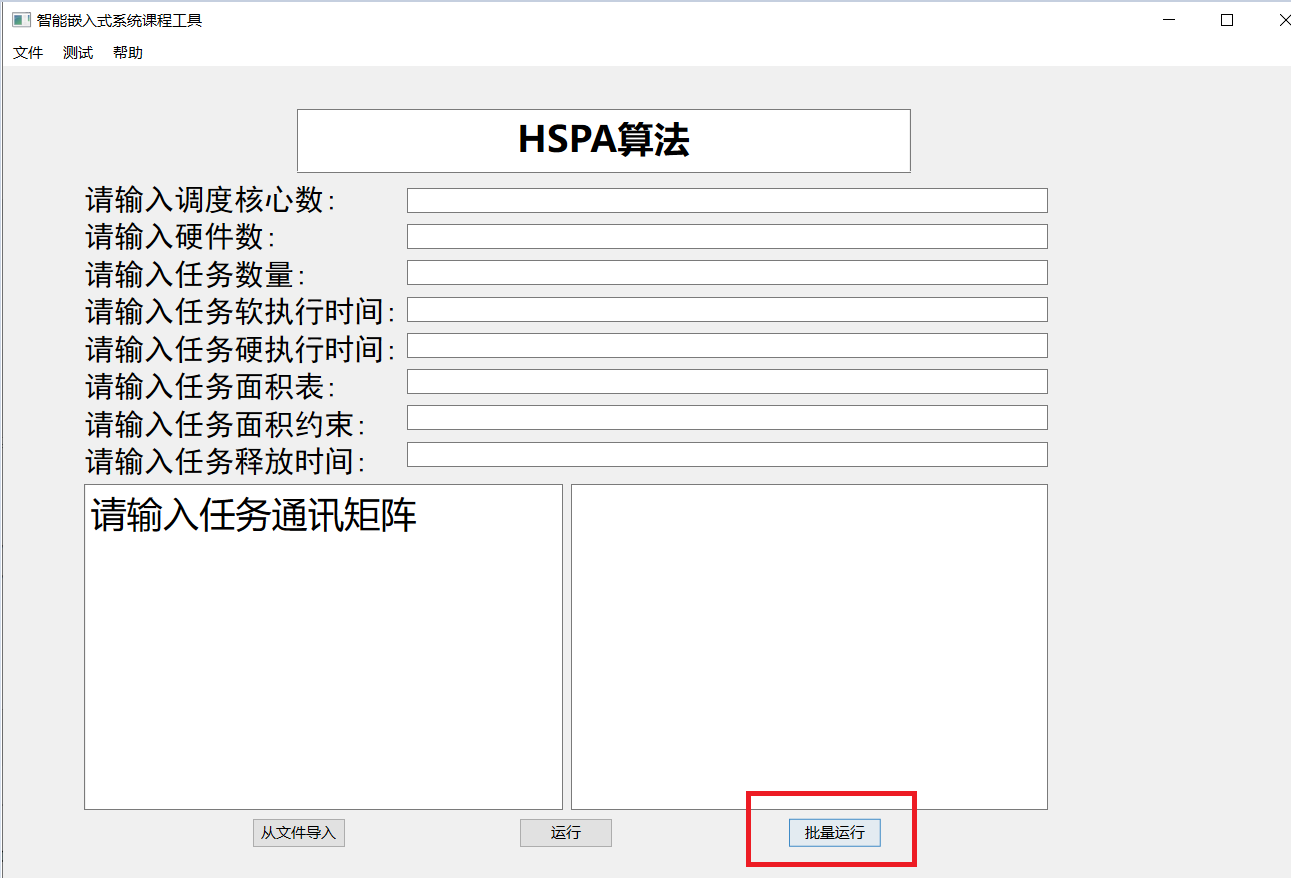 智能嵌入式系统课程工具
文件 测试 帮助
HSPA算法
请输入调度核心数:
请输入硬件数:
请输入任务数量:
请输入任务软执行时间:
请输入任务硬执行时间:
请输入任务面积表:
请输入任务面积约束:
请输入任务释放时间:
请输入任务通讯矩阵
从文件导入 运行 批量运行